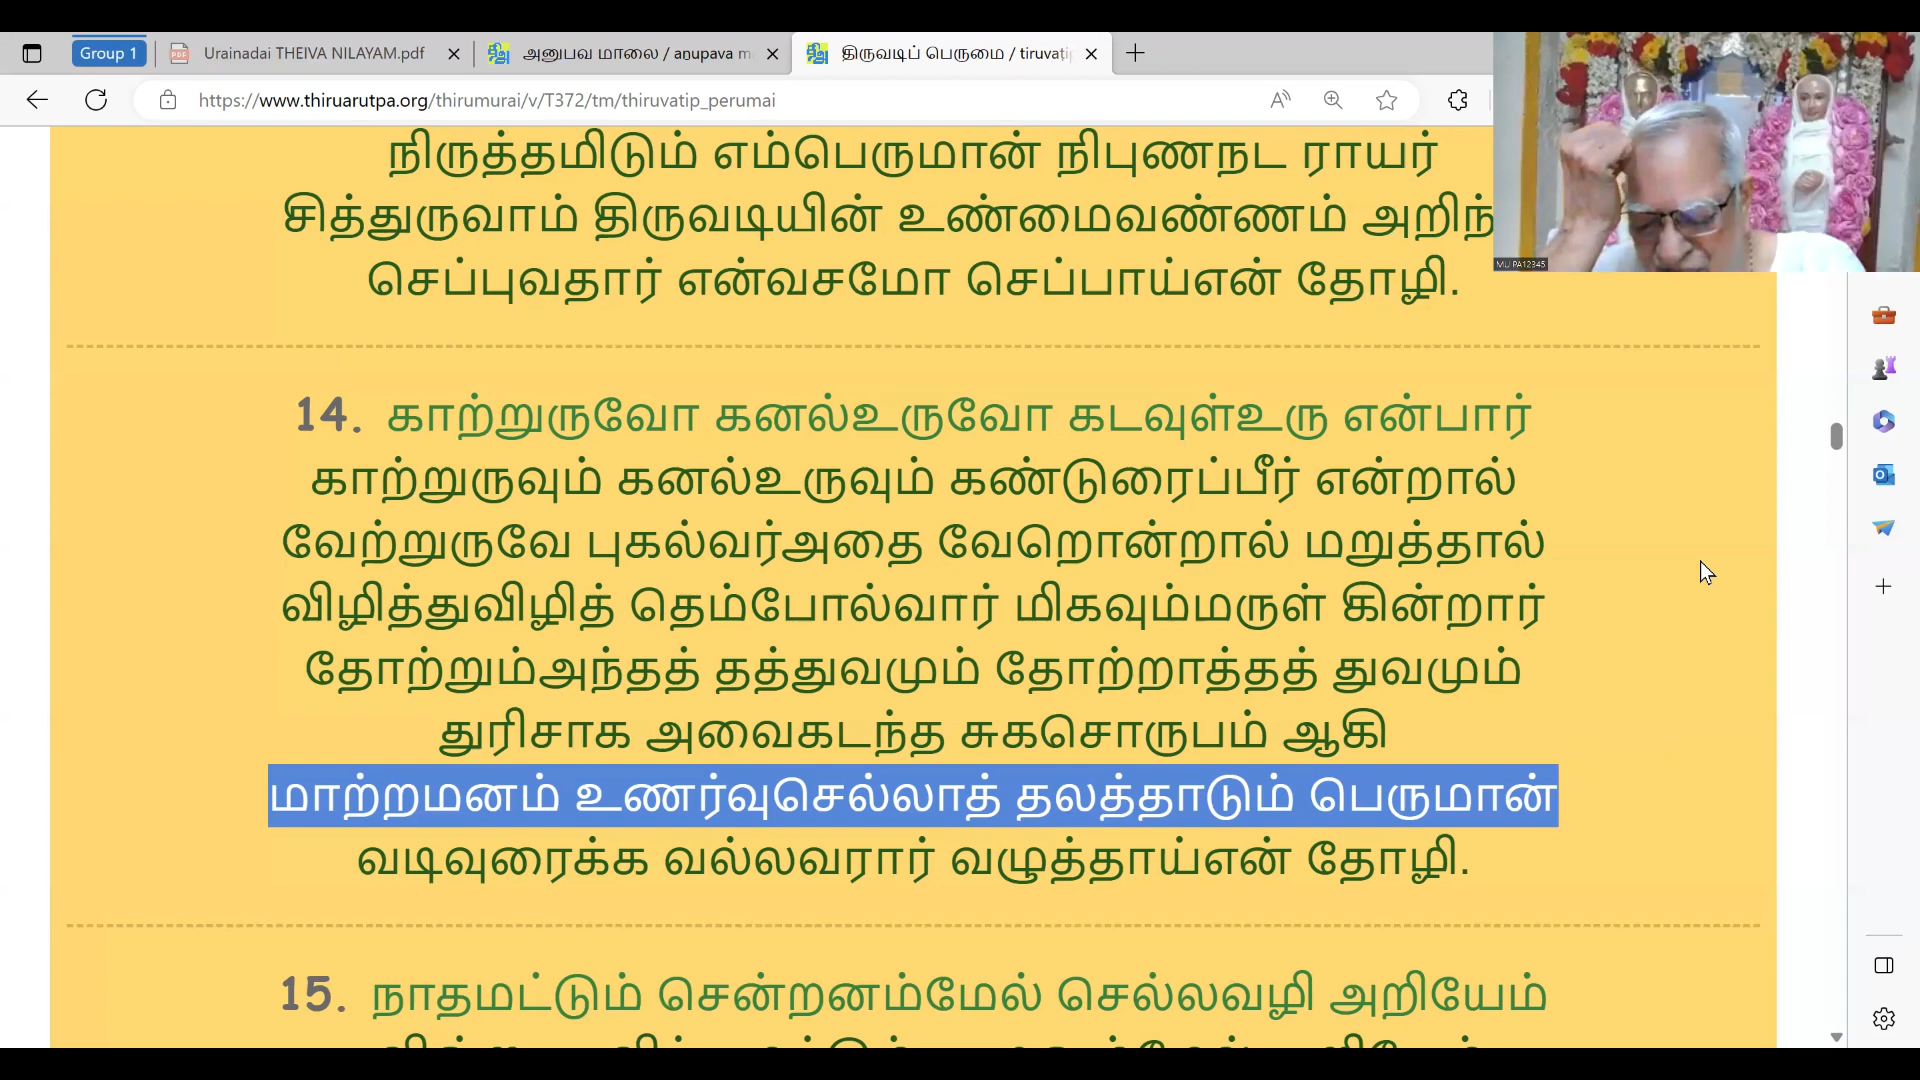 Group 1
Urainadai THEIVA NILAYAM.pdf
அனுபவ மாலை / anupava m
திருவடிப் பெருமை / tiruvaṭi
https://www.thiruarutpa.org/thirumurai/v/T372/tm/thiruvatip_perumai
நிருத்தமிடும் எம்பெருமான் நிபுணநட ராயர்
சித்துருவாம் திருவடியின் உண்மைவண்ணம் அறிந்
செப்புவதார் என்வசமோ செப்பாய்என் தோழி.
MU PA12345
14. காற்றுருவோ கனல்உருவோ கடவுள்உரு என்பார்
காற்றுருவும் கனல்உருவும் கண்டுரைப்பீர் என்றால்
வேற்றுருவே புகல்வர்அதை வேறொன்றால் மறுத்தால்
விழித்துவிழித் தெம்போல்வார் மிகவும்மருள் கின்றார்
தோற்றும்அந்தத் தத்துவமும் தோற்றாத்தத் துவமும்
துரிசாக அவைகடந்த சுகசொருபம் ஆகி
மாற்றமனம் உணர்வுசெல்லாத் தலத்தாடும் பெருமான்
வடிவுரைக்க வல்லவரார் வழுத்தாய்என் தோழி.
15. நாதமட்டும் சென்றனம்மேல் செல்லவழி அறியேம்